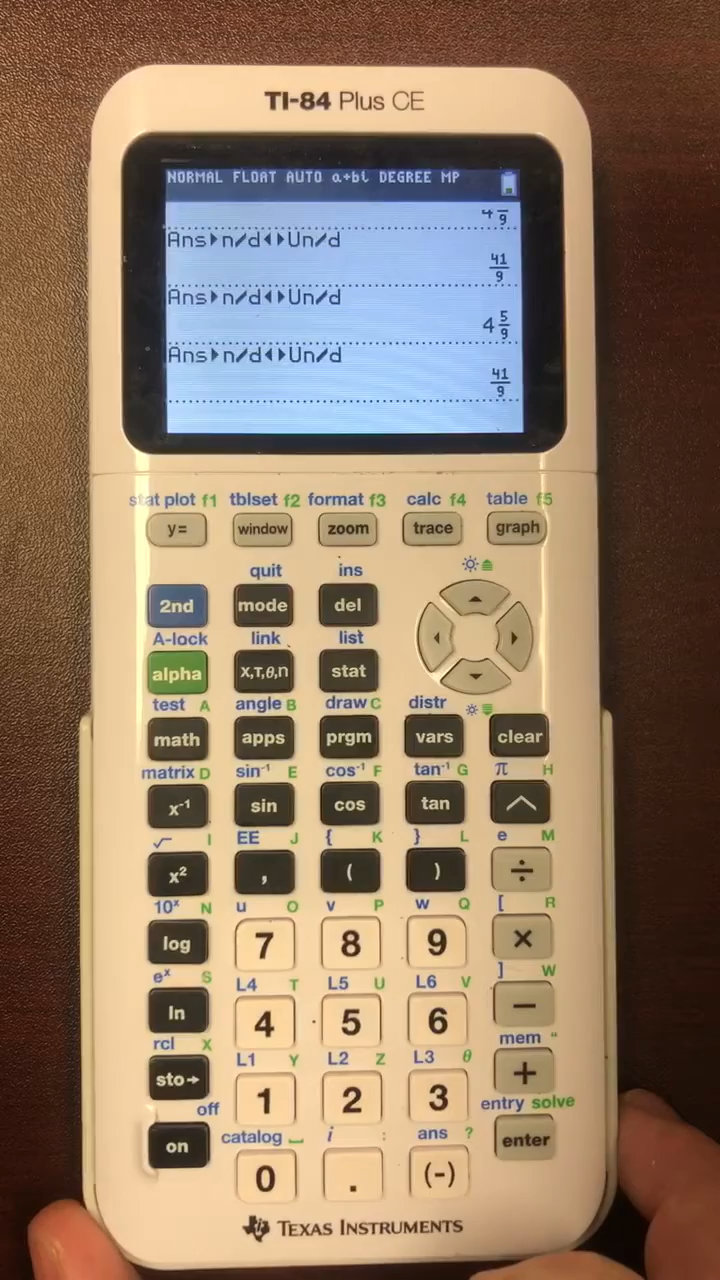 TI-84 Plus CE
NORMAL FLOAT AUTO a+bi DEGREE MP
4 5/9
Ans▸n/d◂▸Un/d
41/9
Ans▸n/d◂▸Un/d
4 5/9
Ans▸n/d◂▸Un/d
41/9
stat plot f1 tblset f2 format f3 calc f4 table f5
y= window zoom trace graph
quit ins
2nd mode del
A-lock link list
alpha X,T,θ,n stat
test A angle B draw C distr
math apps prgm vars clear
matrix D sin⁻¹ E cos⁻¹ F tan⁻¹ G π H
x⁻¹ sin cos tan ^
√ I EE J { K } L e M
x² , ( ) ÷
10ˣ N u O v P w Q [ R
log 7 8 9 ×
eˣ S L4 T L5 U L6 V ] W
ln 4 5 6 −
rcl X L1 Y L2 Z L3 θ mem "
sto→ 1 2 3 +
off catalog ⎵ i : ans ? entry solve
on 0 . (-) enter
TEXAS INSTRUMENTS